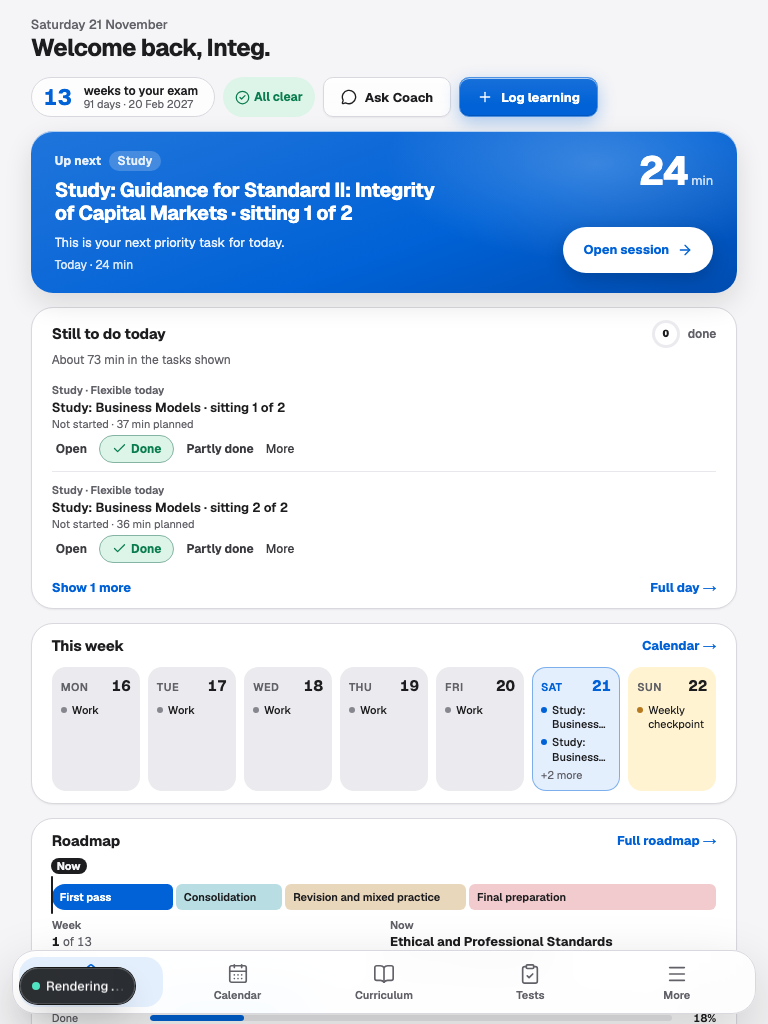 Saturday 21 November
Welcome back, Integ.
13 weeks to your exam
91 days · 20 Feb 2027
All clear
Ask Coach
Log learning
Up next Study
24 min
Study: Guidance for Standard II: Integrity
of Capital Markets · sitting 1 of 2
This is your next priority task for today.
Today · 24 min
Open session →
Still to do today
0 done
About 73 min in the tasks shown
Study · Flexible today
Study: Business Models · sitting 1 of 2
Not started · 37 min planned
Open Done Partly done More
Study · Flexible today
Study: Business Models · sitting 2 of 2
Not started · 36 min planned
Open Done Partly done More
Show 1 more Full day →
This week Calendar →
MON 16
Work
TUE 17
Work
WED 18
Work
THU 19
Work
FRI 20
Work
SAT 21
Study:
Business…
Study:
Business…
+2 more
SUN 22
Weekly
checkpoint
Roadmap Full roadmap →
Now
First pass Consolidation Revision and mixed practice Final preparation
Week
1 of 13
Now
Ethical and Professional Standards
Rendering ...
Calendar
Curriculum
Tests
More
Done 18%